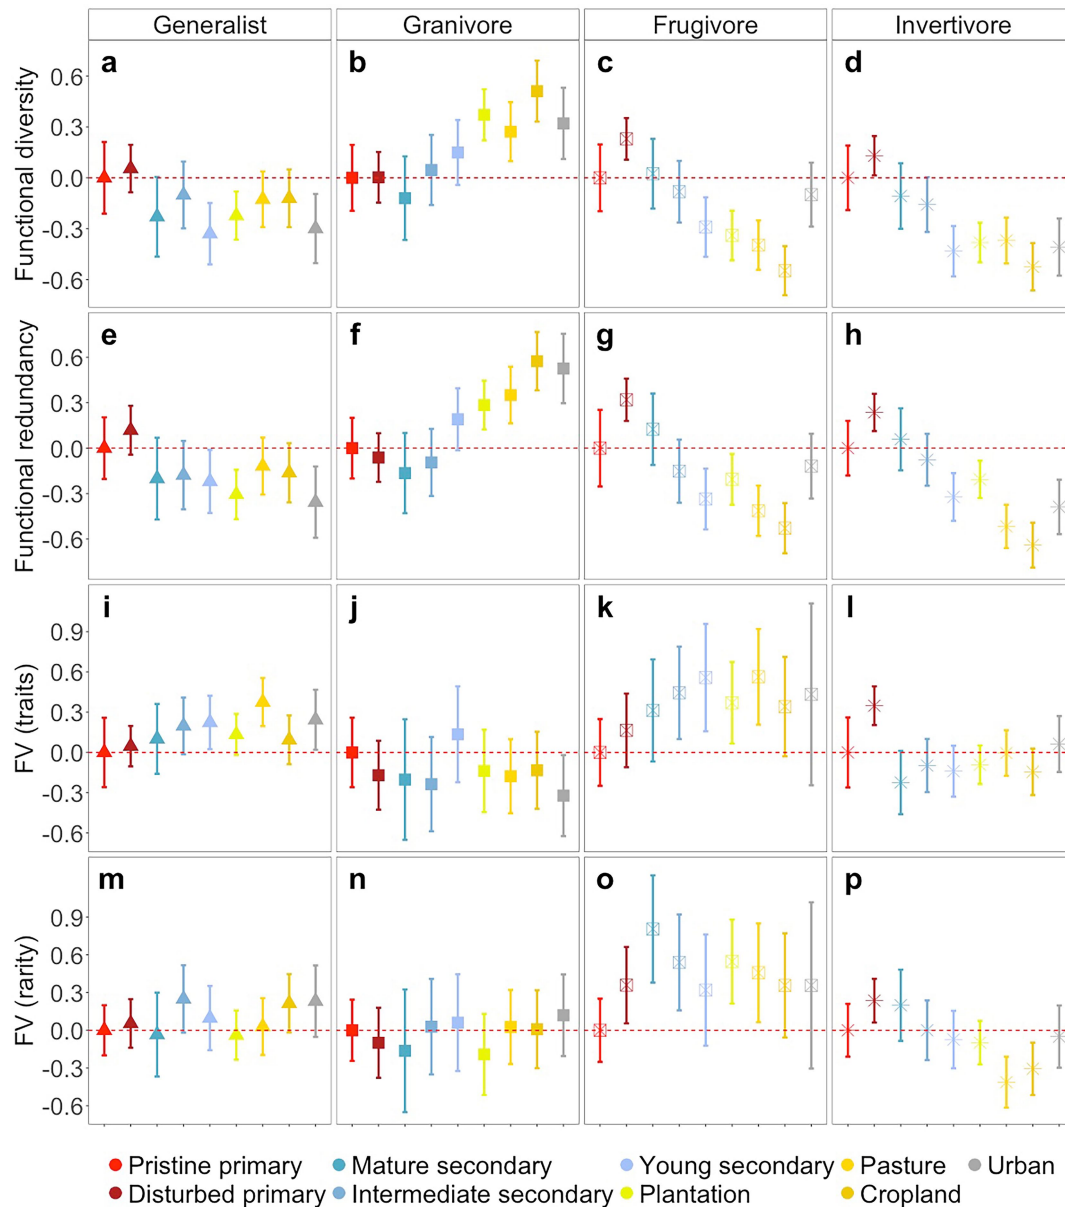 Generalist Granivore Frugivore Invertivore
a b c d
Functional diversity
0.6
0.3
0.0
-0.3
-0.6
e f g h
Functional redundancy
0.6
0.3
0.0
-0.3
-0.6
i j k l
FV (traits)
0.9
0.6
0.3
0.0
-0.3
-0.6
m n o p
FV (rarity)
0.9
0.6
0.3
0.0
-0.3
-0.6
Pristine primary Mature secondary Young secondary Pasture Urban
Disturbed primary Intermediate secondary Plantation Cropland